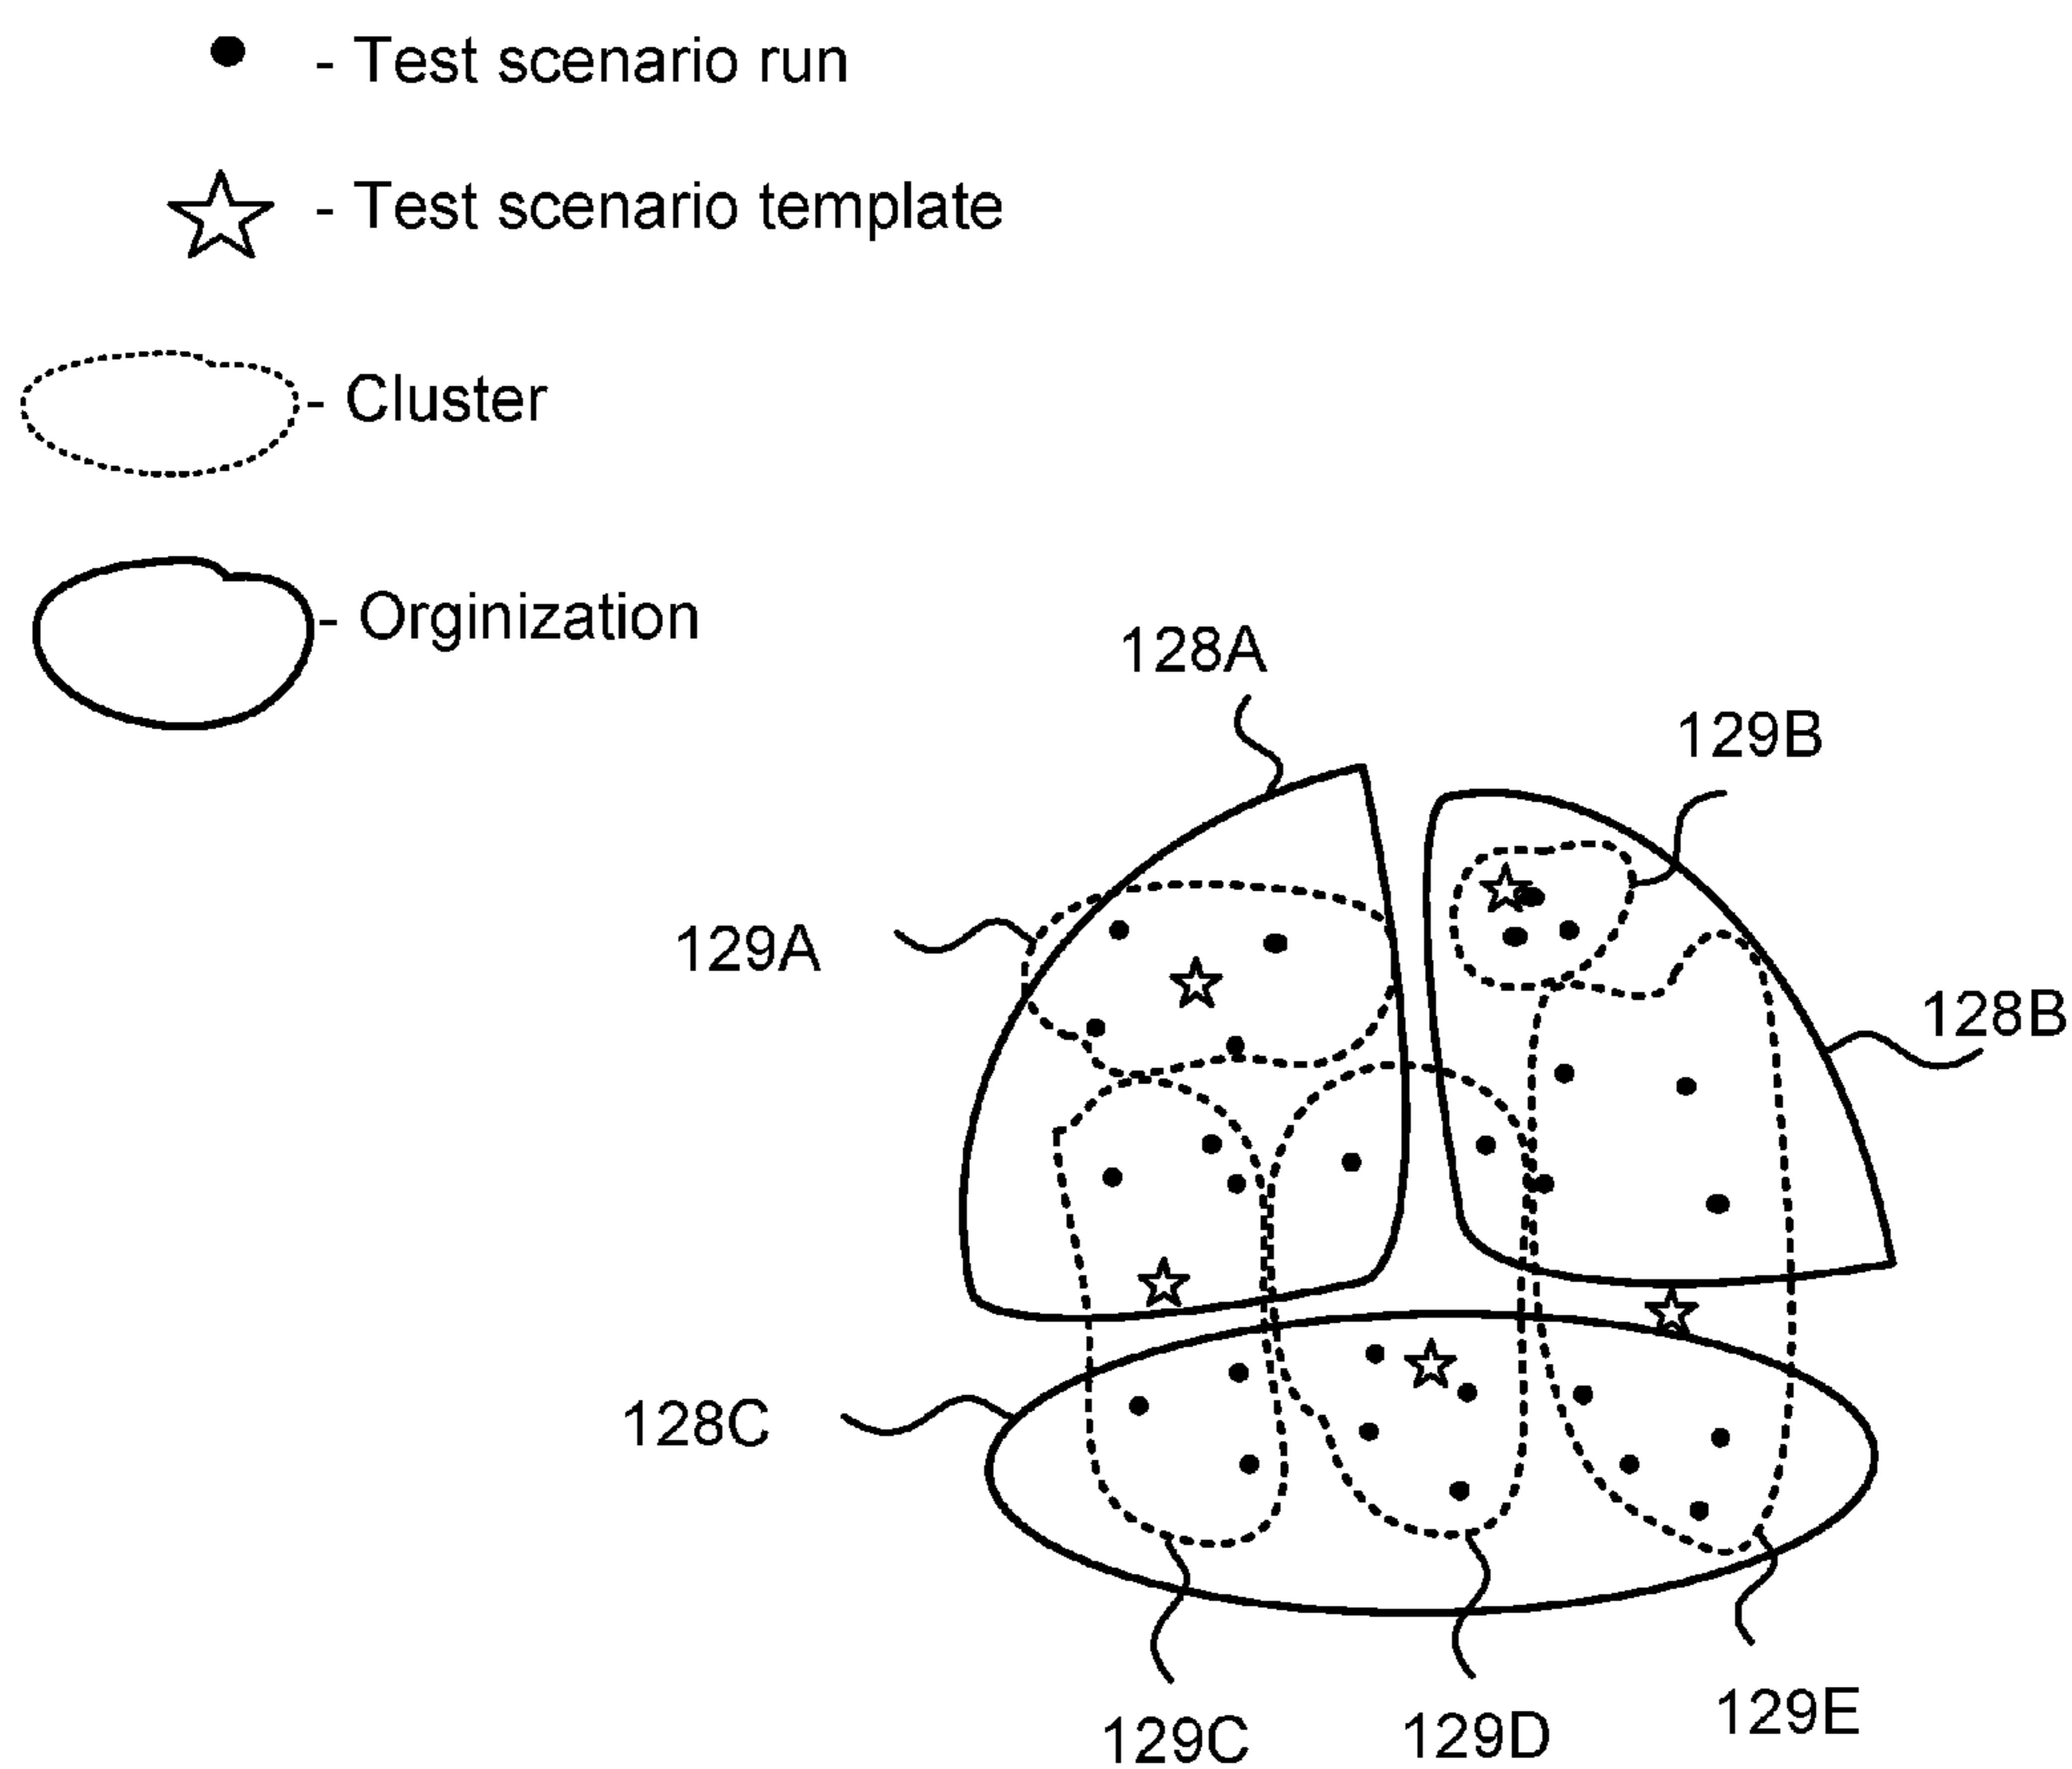 - Test scenario run
- Test scenario template
- Cluster
- Orginization
128A
129B
129A
128B
128C
129C
129D
129E